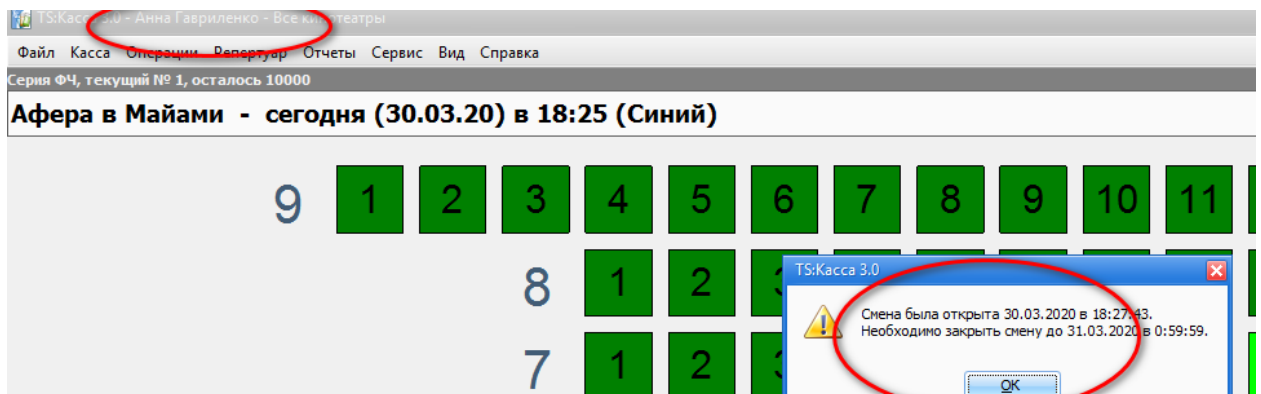 TS:Касса 3.0 - Анна Гавриленко - Все кинотеатры
Файл Касса Операции Репертуар Отчеты Сервис Вид Справка
Серия ФЧ, текущий № 1, осталось 10000
Афера в Майами - сегодня (30.03.20) в 18:25 (Синий)
9 1 2 3 4 5 6 7 8 9 10 11
8 1 2 3
TS:Касса 3.0
Смена была открыта 30.03.2020 в 18:27:43.
Необходимо закрыть смену до 31.03.2020 в 0:59:59.
7 1 2 3
OK